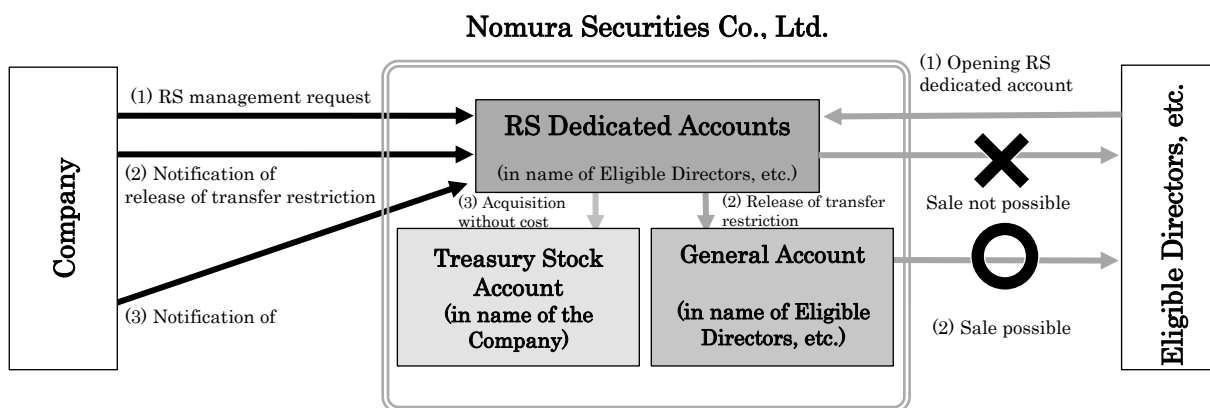 Nomura Securities Co., Ltd.
Company
(1) RS management request
(2) Notification of
release of transfer restriction
(3) Notification of
RS Dedicated Accounts
(in name of Eligible Directors, etc.)
(3) Acquisition
without cost
(2) Release of transfer
restriction
Treasury Stock
Account
(in name of the
Company)
General Account
(in name of Eligible
Directors, etc.)
(1) Opening RS
dedicated account
Sale not possible
(2) Sale possible
Eligible Directors, etc.